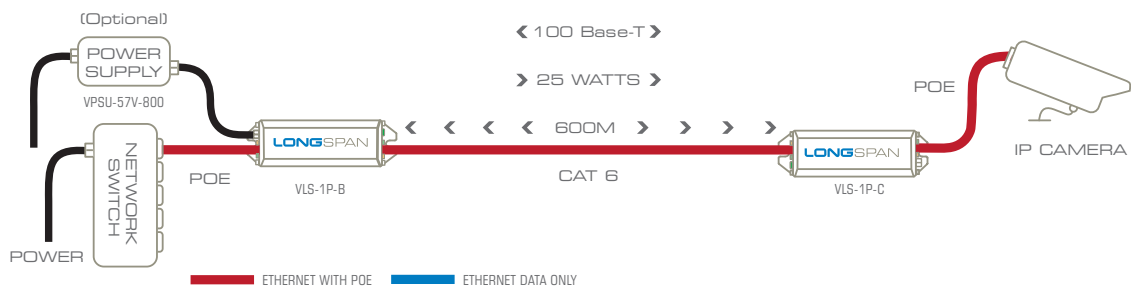 (Optional)
POWER
SUPPLY
VPSU-57V-800
NETWORK
SWITCH
POWER
POE
LONGSPAN
VLS-1P-B
100 Base-T
25 WATTS
600M
CAT 6
LONGSPAN
VLS-1P-C
POE
IP CAMERA
ETHERNET WITH POE
ETHERNET DATA ONLY